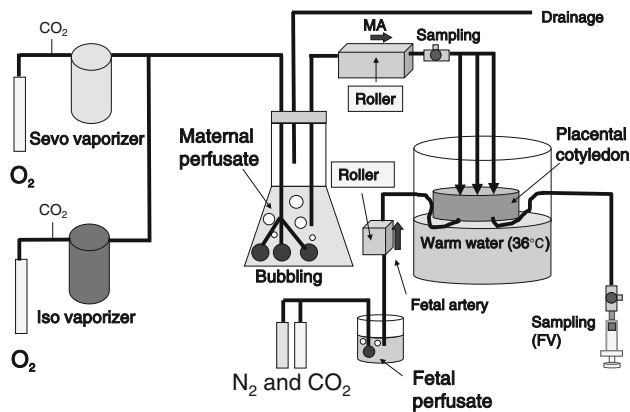 MA
Sampling
Drainage
CO2
Roller
Sevo vaporizer
O2
Maternal
perfusate
Placental
cotyledon
Roller
CO2
Warm water (36°C)
Bubbling
Fetal artery
Iso vaporizer
O2
Sampling
(FV)
N2 and CO2
Fetal
perfusate